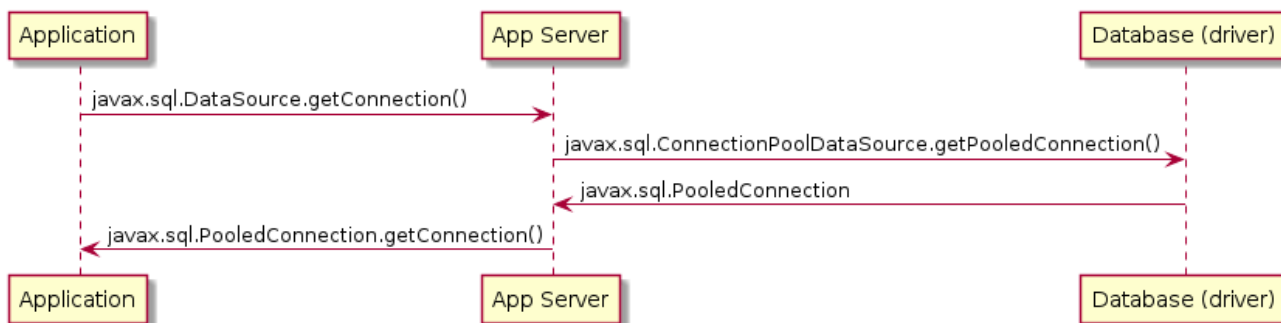 Application
App Server
Database (driver)
javax.sql.DataSource.getConnection()
javax.sql.ConnectionPoolDataSource.getPooledConnection()
javax.sql.PooledConnection
javax.sql.PooledConnection.getConnection()
Application
App Server
Database (driver)